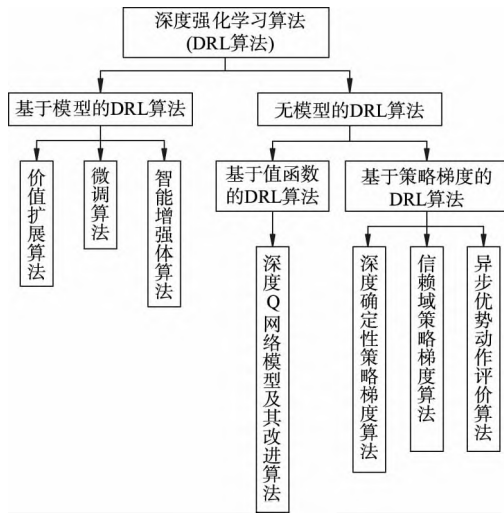 深度强化学习算法
(DRL算法)
基于模型的DRL算法
无模型的DRL算法
价值扩展算法
微调算法
智能增强体算法
基于值函数
的DRL算法
基于策略梯度的
DRL算法
深度Q网络模型及其改进算法
深度确定性策略梯度算法
信赖域策略梯度算法
异步优势动作评价算法